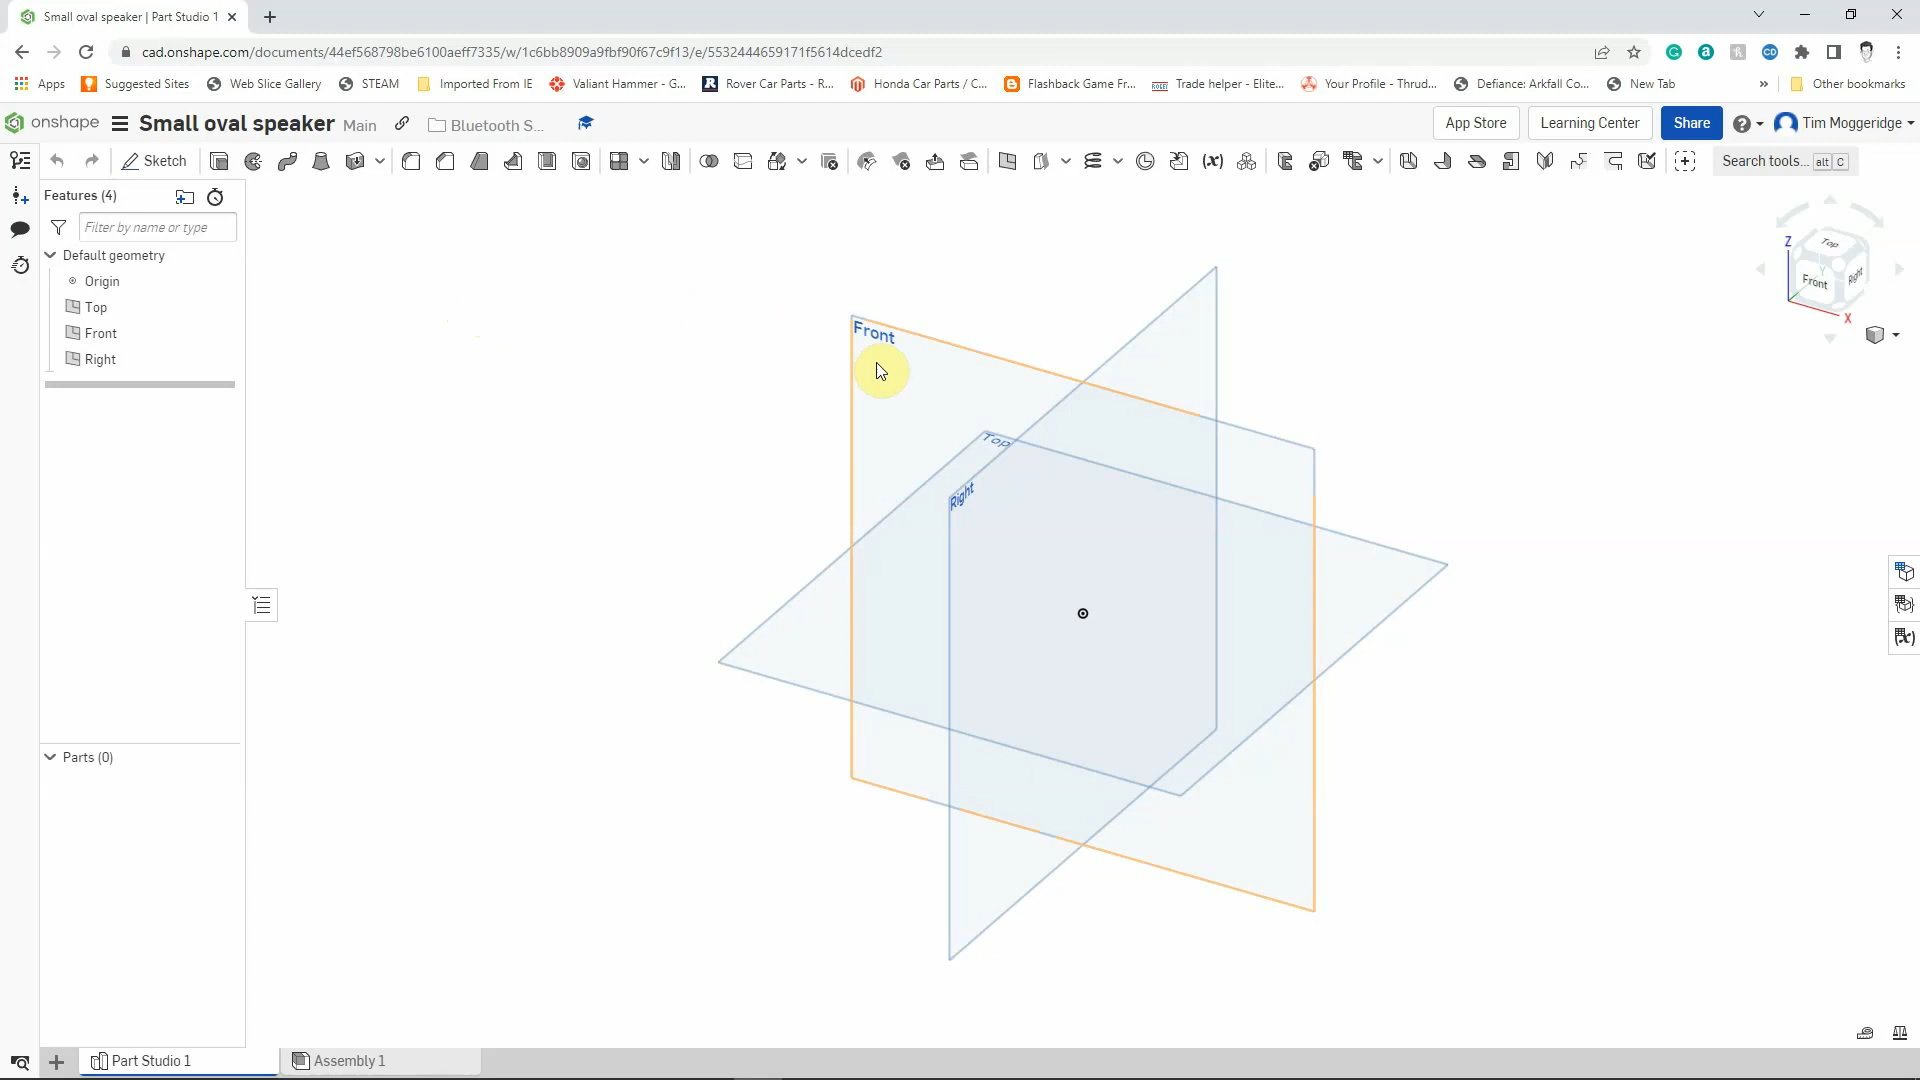 Small oval speaker | Part Studio 1
cad.onshape.com/documents/44ef568798be6100aeff7335/w/1c6bb8909a9fbf90f67c9f13/e/5532444659171f5614dcedf2
Apps Suggested Sites Web Slice Gallery STEAM Imported From IE Valiant Hammer - G... Rover Car Parts - R... Honda Car Parts / C... Flashback Game Fr... Trade helper - Elite... Your Profile - Thrud... Defiance: Arkfall Co... New Tab » Other bookmarks
onshape Small oval speaker Main Bluetooth S... App Store Learning Center Share Tim Moggeridge
Sketch Search tools... alt C
Features (4)
Filter by name or type
Default geometry
Origin
Top
Front
Right
Parts (0)
Front
Top
Right
Z
Top
Front
Y
Right
X
Part Studio 1 Assembly 1